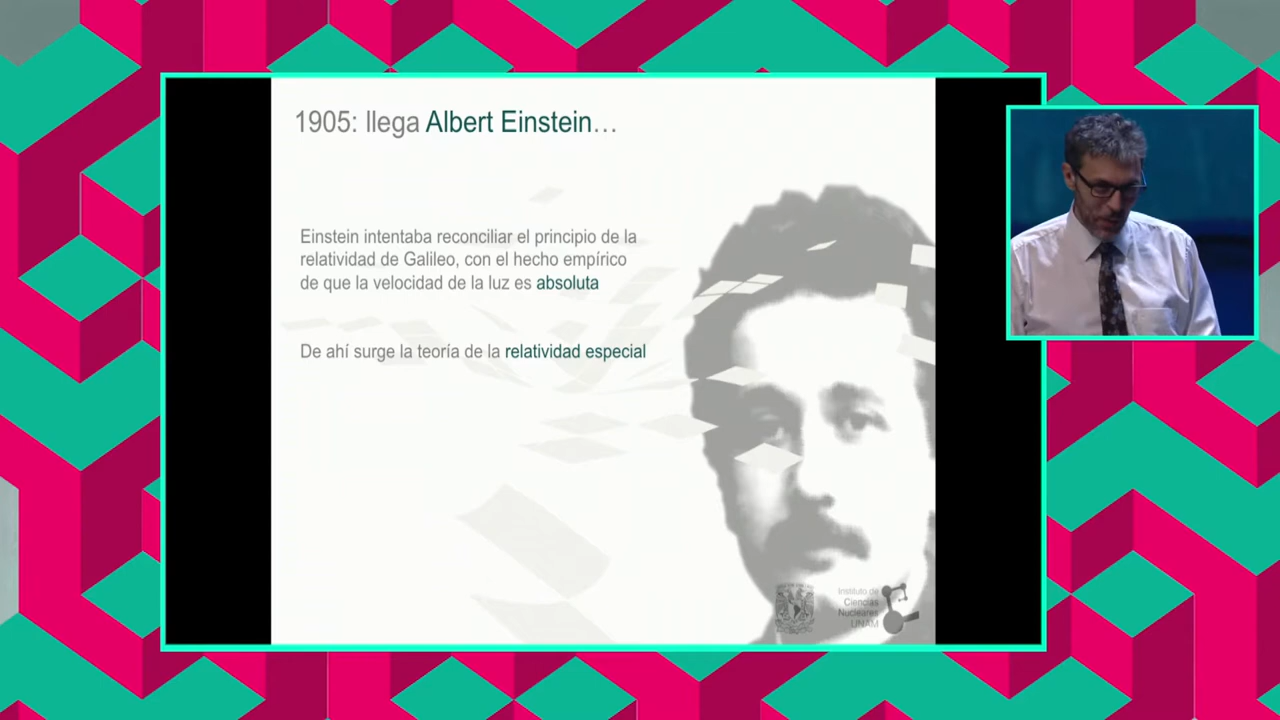 1905: llega Albert Einstein…
Einstein intentaba reconciliar el principio de la
relatividad de Galileo, con el hecho empírico
de que la velocidad de la luz es absoluta
De ahí surge la teoría de la relatividad especial
Instituto de
Ciencias
Nucleares
UNAM